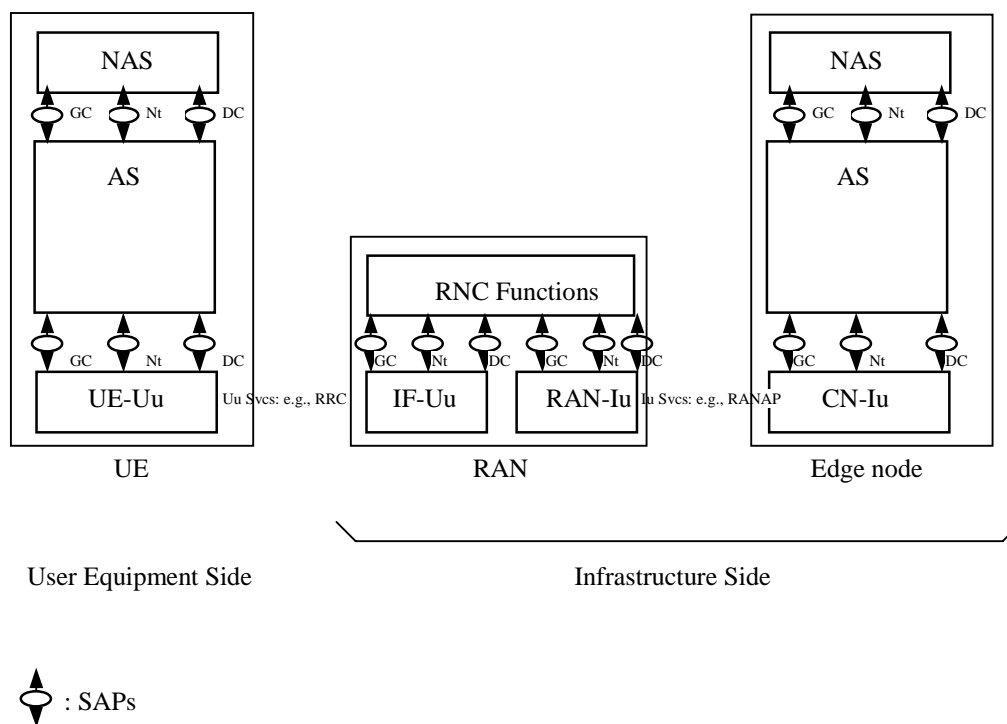 NAS
GC Nt DC
AS
GC Nt DC
UE-Uu
UE
Uu Svcs: e.g., RRC
RNC Functions
GC Nt DC GC Nt DC
IF-Uu RAN-Iu
RAN
Iu Svcs: e.g., RANAP
NAS
GC Nt DC
AS
GC Nt DC
CN-Iu
Edge node
User Equipment Side Infrastructure Side
: SAPs